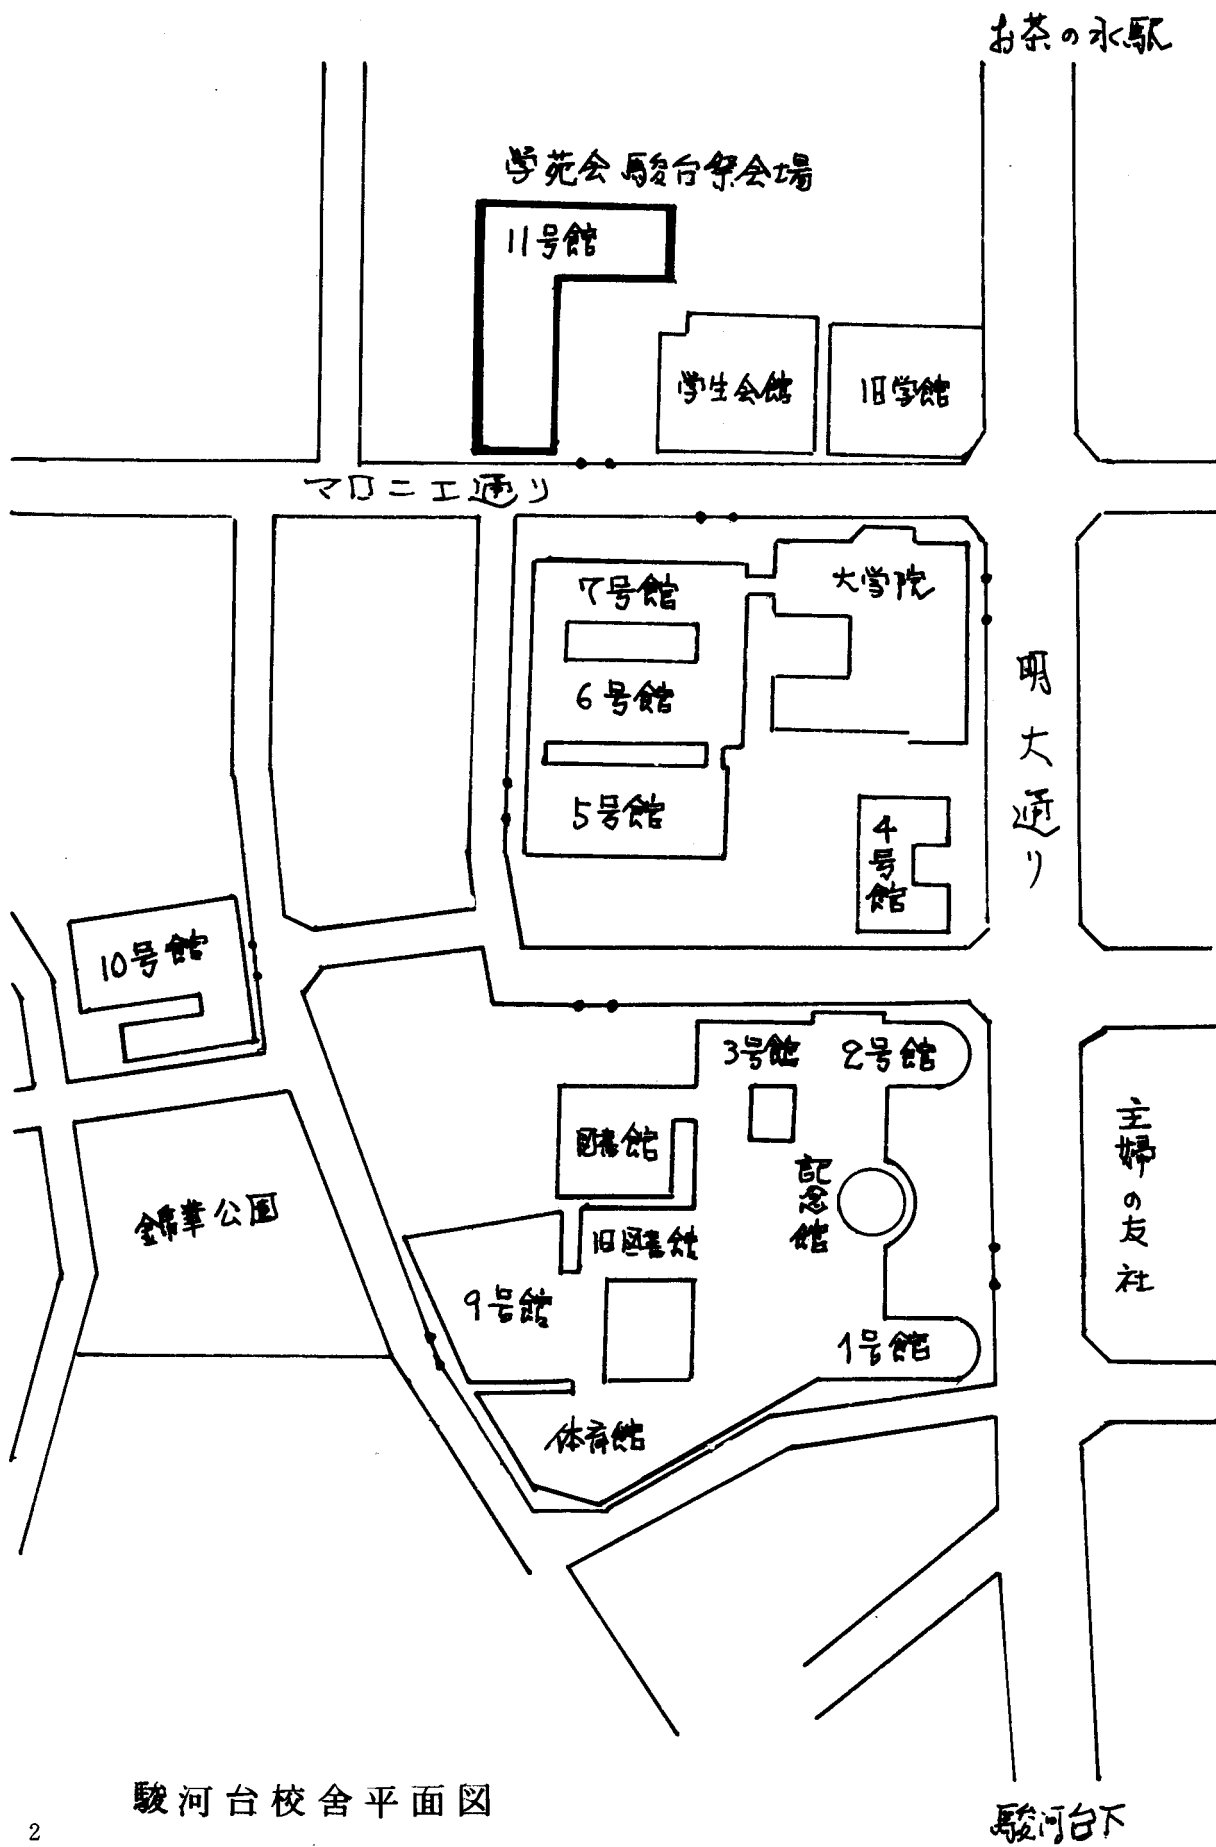 お茶の水駅
学苑会 駿台祭会場
11号館
学生会館
旧学館
マロニエ通り
7号館
大学院
6号館
明大通り
5号館
4号館
10号館
3号館
2号館
図書館
主婦の友社
記念館
錦華公園
旧図書館
9号館
1号館
体育館
駿河台校舎平面図
駿河台下
2